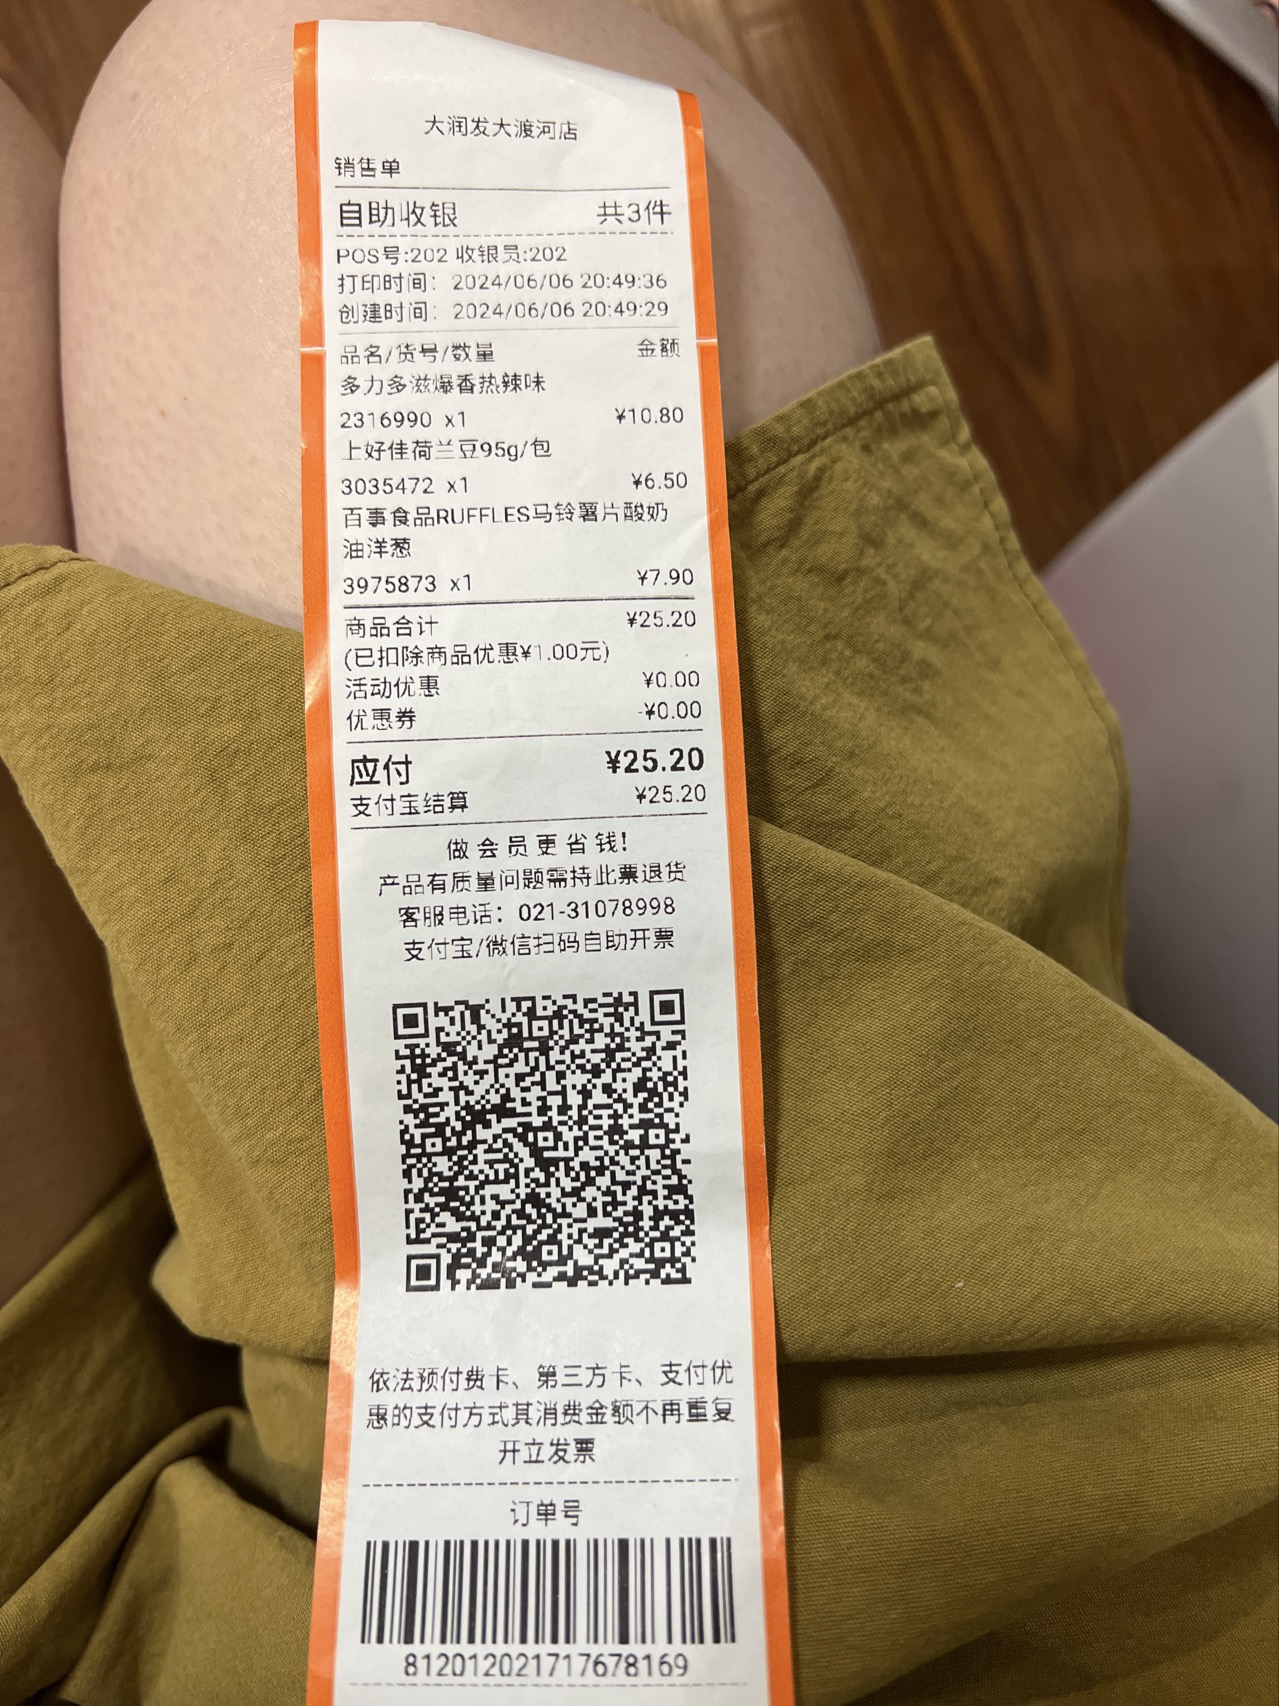 大润发大渡河店
销售单
自助收银 共3件
POS号:202 收银员:202
打印时间: 2024/06/06 20:49:36
创建时间: 2024/06/06 20:49:29
品名/货号/数量 金额
多力多滋爆香热辣味
2316990 x1 ¥10.80
上好佳荷兰豆95g/包
3035472 x1 ¥6.50
百事食品RUFFLES马铃薯片酸奶
油洋葱
3975873 x1 ¥7.90
商品合计 ¥25.20
(已扣除商品优惠¥1.00元)
活动优惠 ¥0.00
优惠券 -¥0.00
应付 ¥25.20
支付宝结算 ¥25.20
做会员更省钱!
产品有质量问题需持此票退货
客服电话: 021-31078998
支付宝/微信扫码自助开票
依法预付费卡、第三方卡、支付优
惠的支付方式其消费金额不再重复
开立发票
订单号
812012021717678169